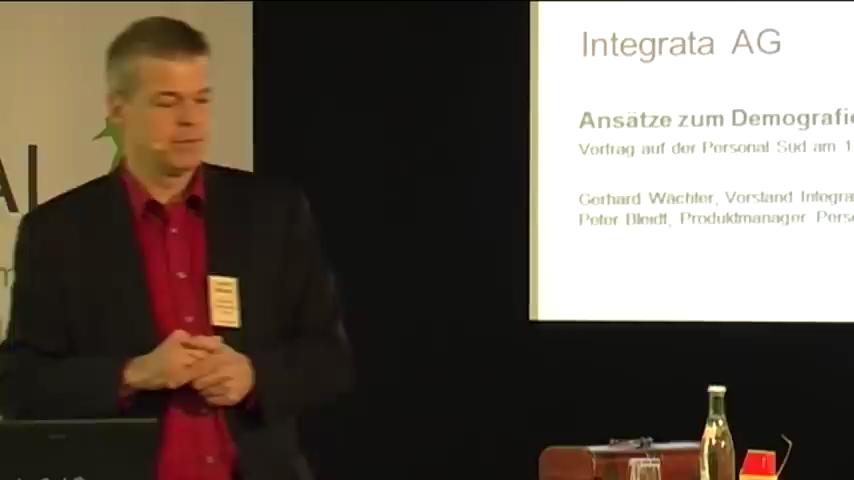 Integrata AG
Ansätze zum Demografie
Vortrag auf der Personal Süd am 1
Gerhard Wächter, Vorstand Integra
Peter Bleidt, Produktmanager Perso